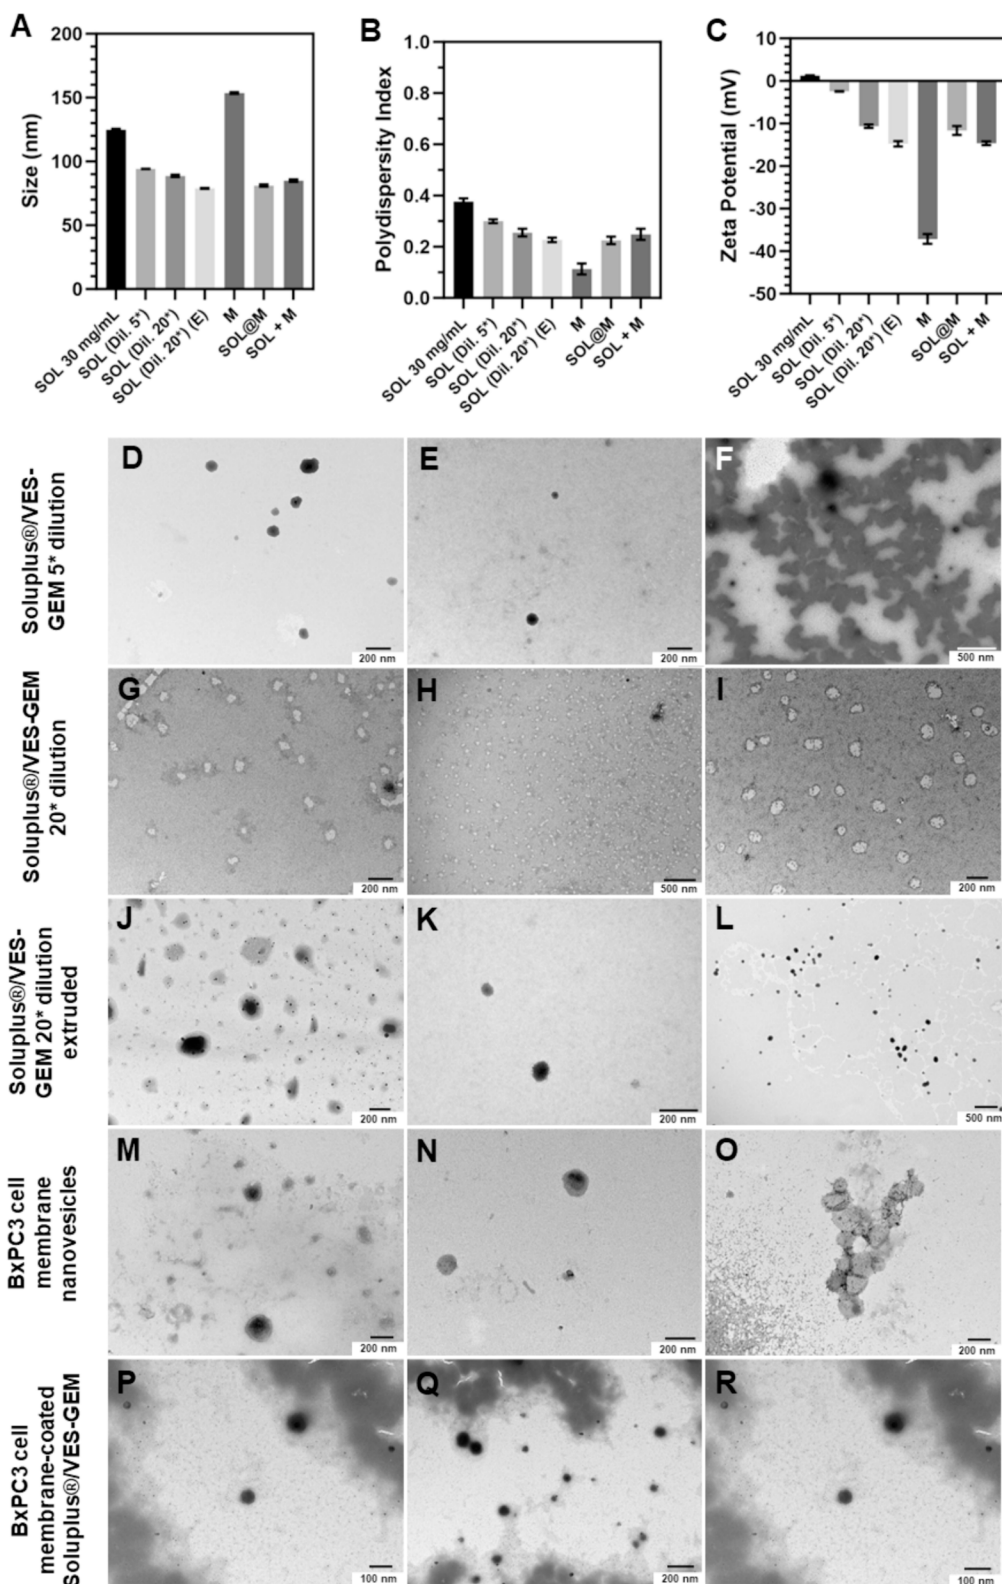 A
Size (nm)
200
150
100
50
0
SOL 30 mg/mL
SOL (Dil. 5*)
SOL (Dil. 20*)
SOL (Dil. 20*) (E)
M
SOL@M
SOL + M
B
Polydispersity Index
1.0
0.8
0.6
0.4
0.2
0.0
SOL 30 mg/mL
SOL (Dil. 5*)
SOL (Dil. 20*)
SOL (Dil. 20*) (E)
M
SOL@M
SOL + M
C
Zeta Potential (mV)
10
0
-10
-20
-30
-40
-50
SOL 30 mg/mL
SOL (Dil. 5*)
SOL (Dil. 20*)
SOL (Dil. 20*) (E)
M
SOL@M
SOL + M
Soluplus®/VES-
GEM 5* dilution
D
200 nm
E
200 nm
F
500 nm
Soluplus®/VES-GEM
20* dilution
G
200 nm
H
500 nm
I
200 nm
Soluplus®/VES-
GEM 20* dilution
extruded
J
200 nm
K
200 nm
L
500 nm
BxPC3 cell
membrane
nanovesicles
M
200 nm
N
200 nm
O
200 nm
BxPC3 cell
membrane-coated
Soluplus®/VES-GEM
P
100 nm
Q
200 nm
R
100 nm